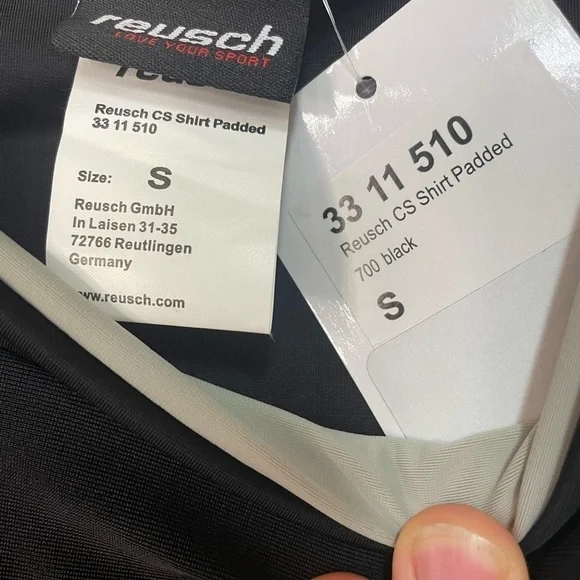 reusch
LOVE YOUR SPORT
reusch
Reusch CS Shirt Padded
33 11 510
Size: S
Reusch GmbH
In Laisen 31-35
72766 Reutlingen
Germany
www.reusch.com
33 11 510
Reusch CS Shirt Padded
700 black
S